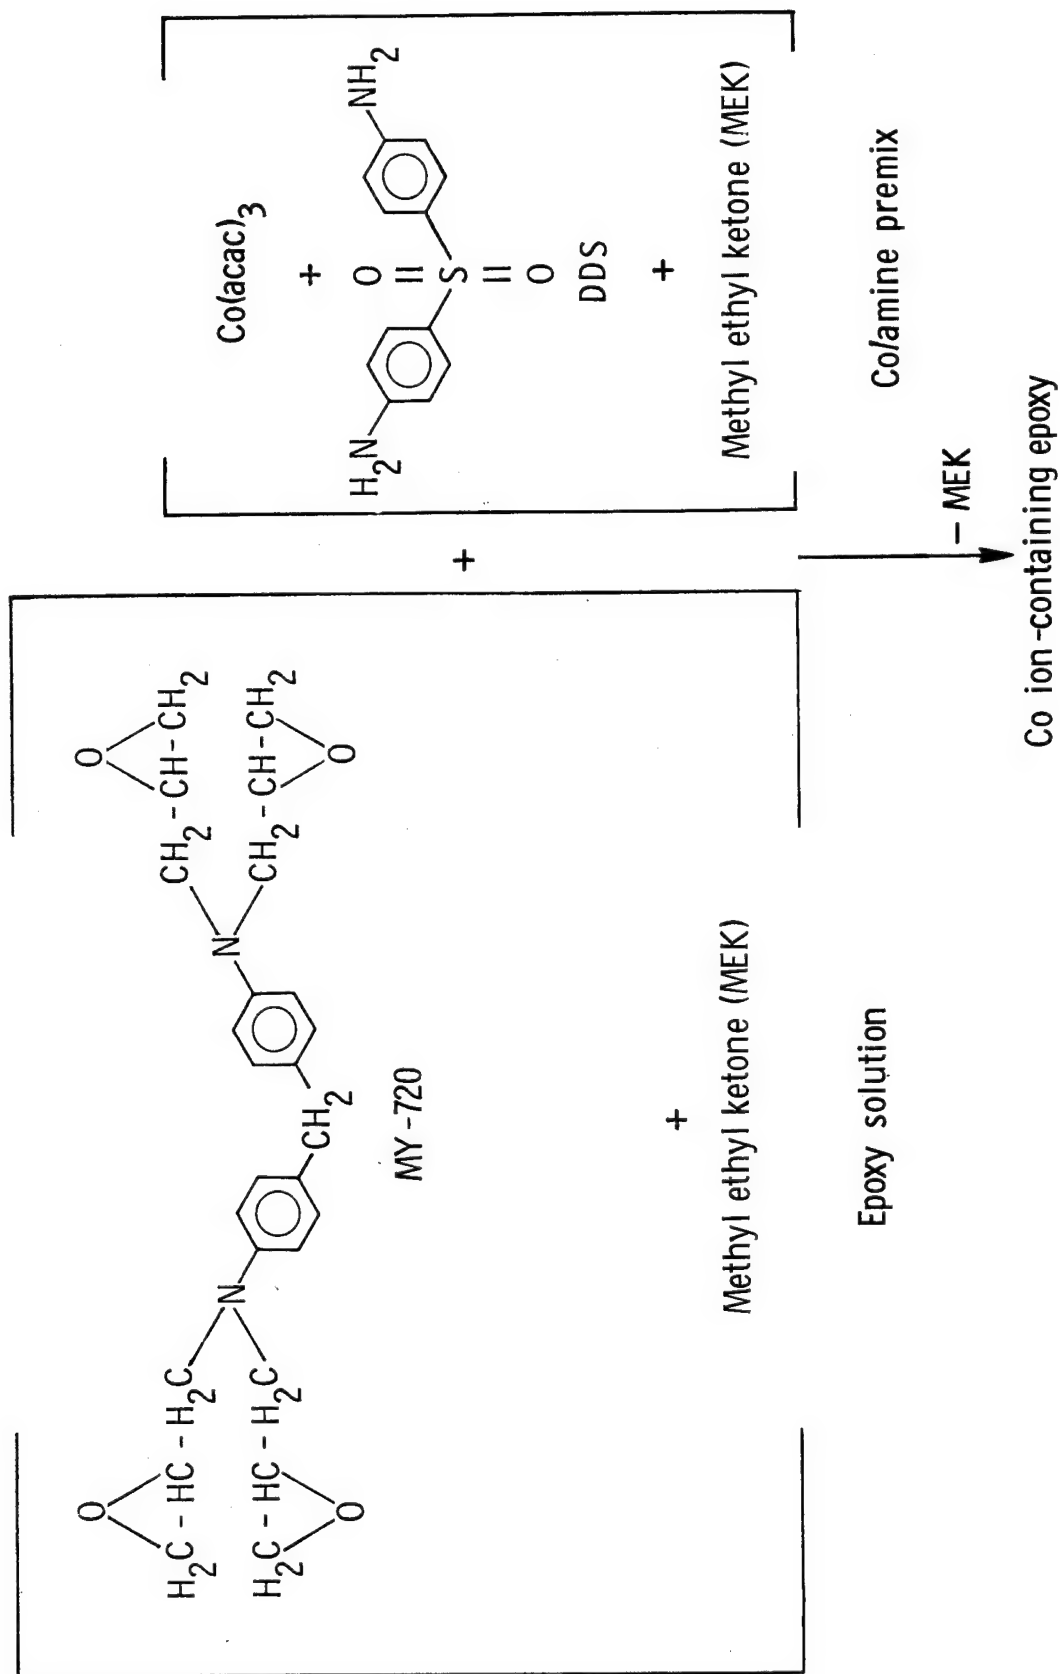 O
H2C-HC-H2C
N
H2C-HC-H2C
O
CH2
N
CH2-CH-CH2
O
CH2-CH-CH2
O
MY-720
+
Methyl ethyl ketone (MEK)
Epoxy solution
+
Co(acac)3
+
H2N
O
=
S
=
O
NH2
DDS
+
Methyl ethyl ketone (MEK)
Co/amine premix
- MEK
Co ion-containing epoxy